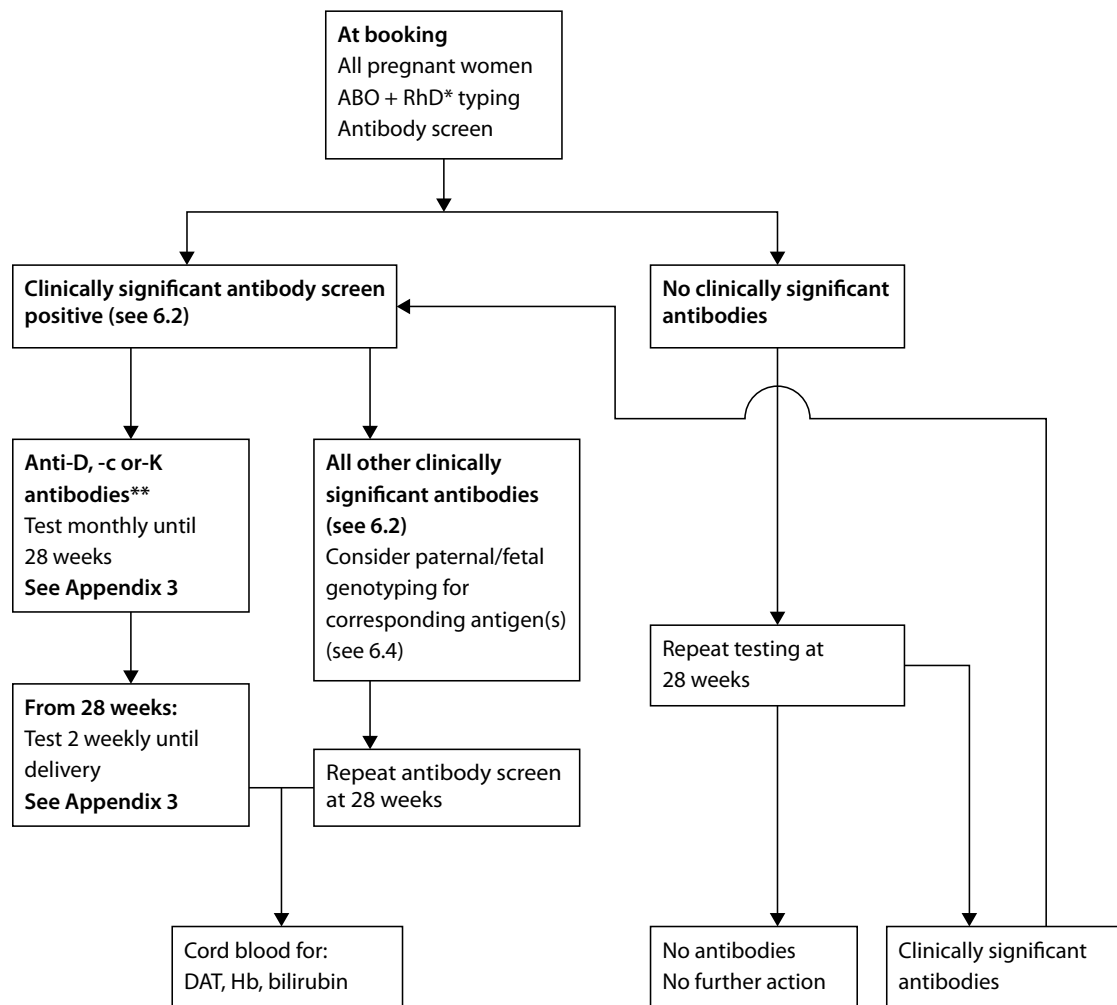 At booking
All pregnant women
ABO + RhD* typing
Antibody screen
Clinically significant antibody screen
positive (see 6.2)
No clinically significant
antibodies
Anti-D, -c or-K
antibodies**
Test monthly until
28 weeks
See Appendix 3
All other clinically
significant antibodies
(see 6.2)
Consider paternal/fetal
genotyping for
corresponding antigen(s)
(see 6.4)
Repeat testing at
28 weeks
From 28 weeks:
Test 2 weekly until
delivery
See Appendix 3
Repeat antibody screen
at 28 weeks
Cord blood for:
DAT, Hb, bilirubin
No antibodies
No further action
Clinically significant
antibodies